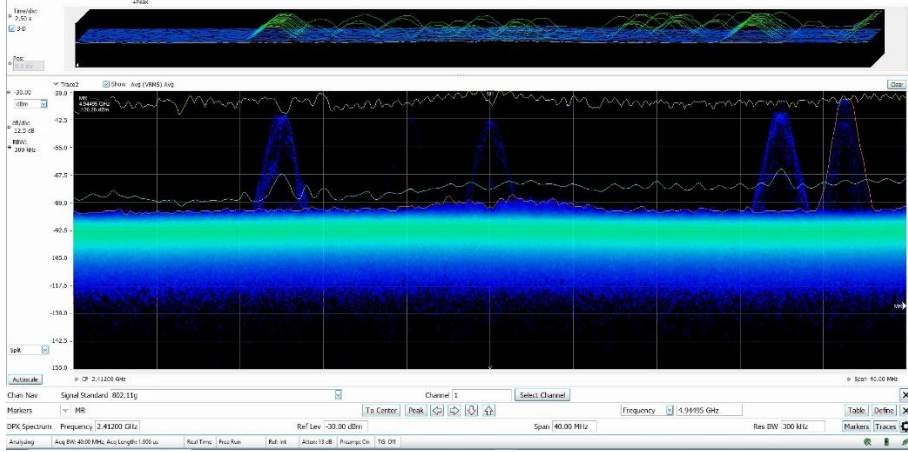 +Peak
Time/div:
2.50 s
3-D
Pos:
Trace2 Show Avg (VRMS) Avg Clear
-30.00
dBm
dB/div:
12.5 dB
RBW:
300 kHz
MR
4.94495 GHz
-30.0
-42.5
-55.0
-67.5
-80.0
-92.5
-105.0
-117.5
-130.0
-142.5
-155.0
MR
Split
Autoscale CF 2.41200 GHz Span 40.00 MHz
Chan Nav Signal Standard 802.11g Channel 1 Select Channel
Markers MR To Center Peak Frequency 4.94495 GHz Table Define
DPX Spectrum Frequency 2.41200 GHz Ref Lev -30.00 dBm Span 40.00 MHz Res BW 300 kHz Markers Traces
Analyzing Acq BW: 40.00 MHz, Acq Length: Real Time Free Run Ref: Int Atten: 13 dB Preamp: On TG: Off